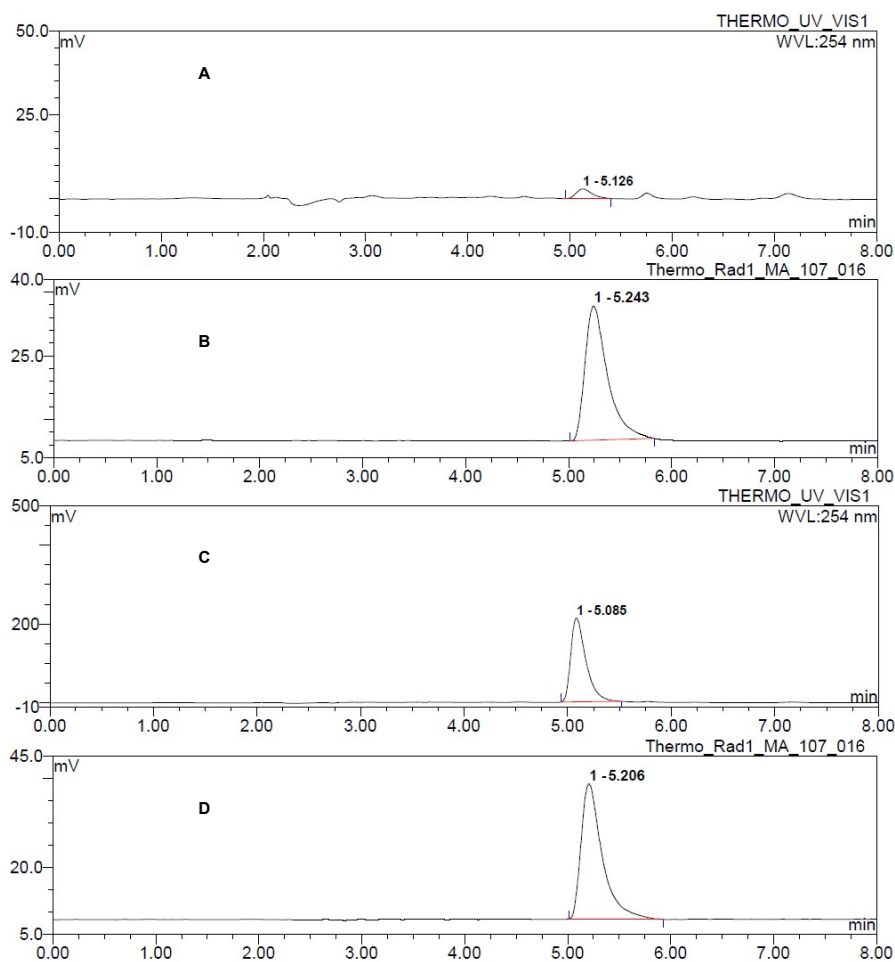 THERMO_UV_VIS1
50.0
mV
WVL:254 nm
A
25.0
1 - 5.126
min
-10.0
0.00 1.00 2.00 3.00 4.00 5.00 6.00 7.00 8.00
Thermo_Rad1_MA_107_016
40.0
mV
1 - 5.243
B
25.0
min
5.0
0.00 1.00 2.00 3.00 4.00 5.00 6.00 7.00 8.00
THERMO_UV_VIS1
500
mV
WVL:254 nm
C
1 - 5.085
200
min
-10
0.00 1.00 2.00 3.00 4.00 5.00 6.00 7.00 8.00
Thermo_Rad1_MA_107_016
45.0
mV
1 - 5.206
D
20.0
min
5.0
0.00 1.00 2.00 3.00 4.00 5.00 6.00 7.00 8.00